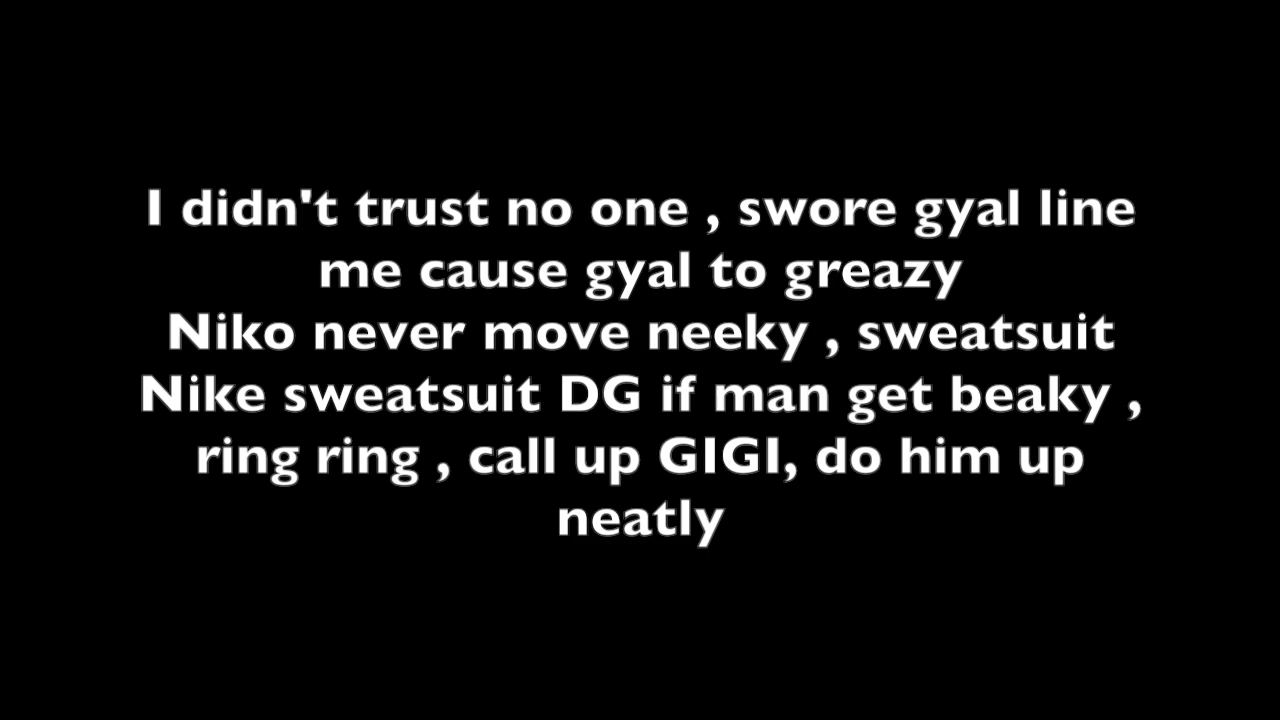 I didn't trust no one , swore gyal line
me cause gyal to greazy
Niko never move neeky , sweatsuit
Nike sweatsuit DG if man get beaky ,
ring ring , call up GIGI, do him up
neatly